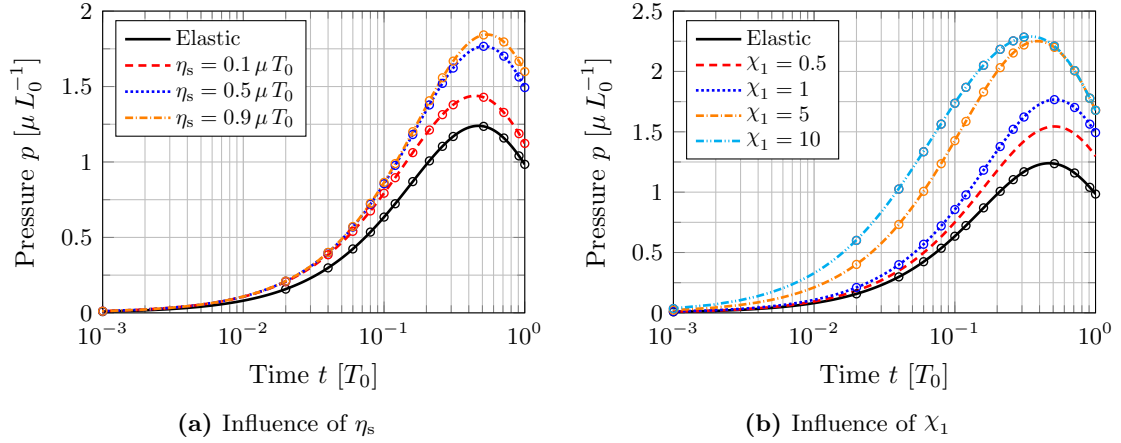 Pressure p [μ L₀⁻¹]
2
1.5
1
0.5
0
10⁻³
10⁻²
10⁻¹
10⁰
Time t [T₀]
Elastic
ηₛ = 0.1 μ T₀
ηₛ = 0.5 μ T₀
ηₛ = 0.9 μ T₀
(a) Influence of ηₛ
Pressure p [μ L₀⁻¹]
2.5
2
1.5
1
0.5
0
10⁻³
10⁻²
10⁻¹
10⁰
Time t [T₀]
Elastic
χ₁ = 0.5
χ₁ = 1
χ₁ = 5
χ₁ = 10
(b) Influence of χ₁